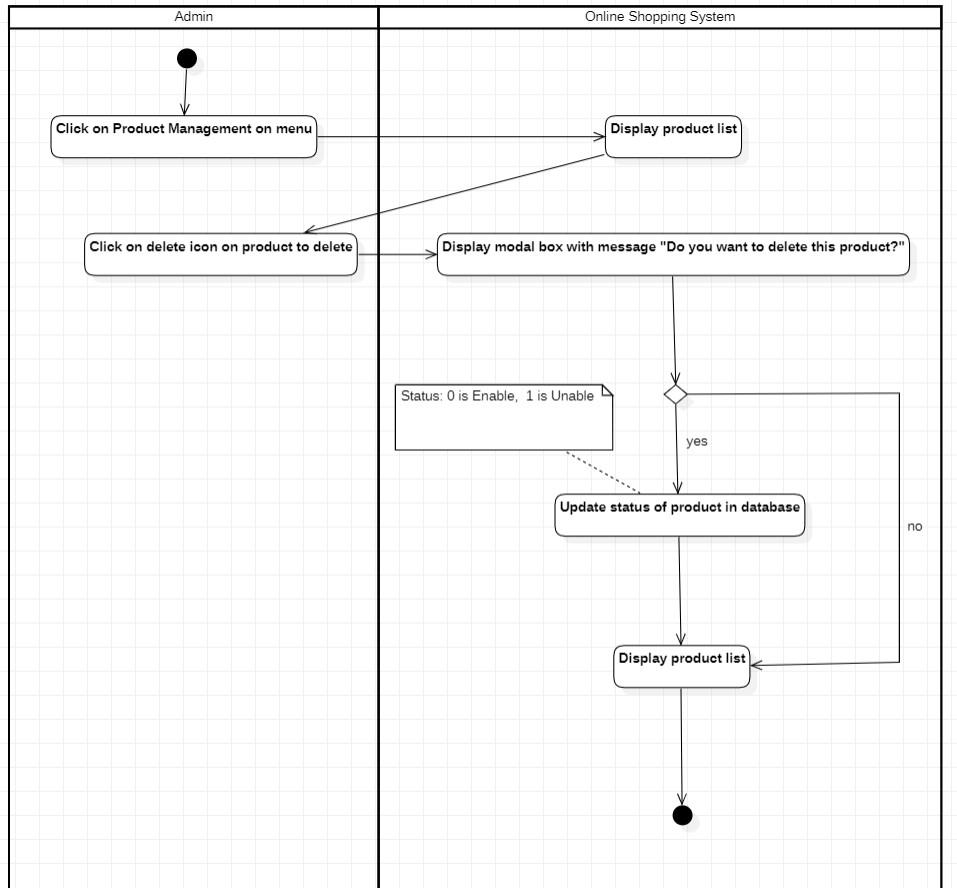 Admin
Online Shopping System
Click on Product Management on menu
Display product list
Click on delete icon on product to delete
Display modal box with message "Do you want to delete this product?"
Status: 0 is Enable,  1 is Unable
yes
Update status of product in database
no
Display product list